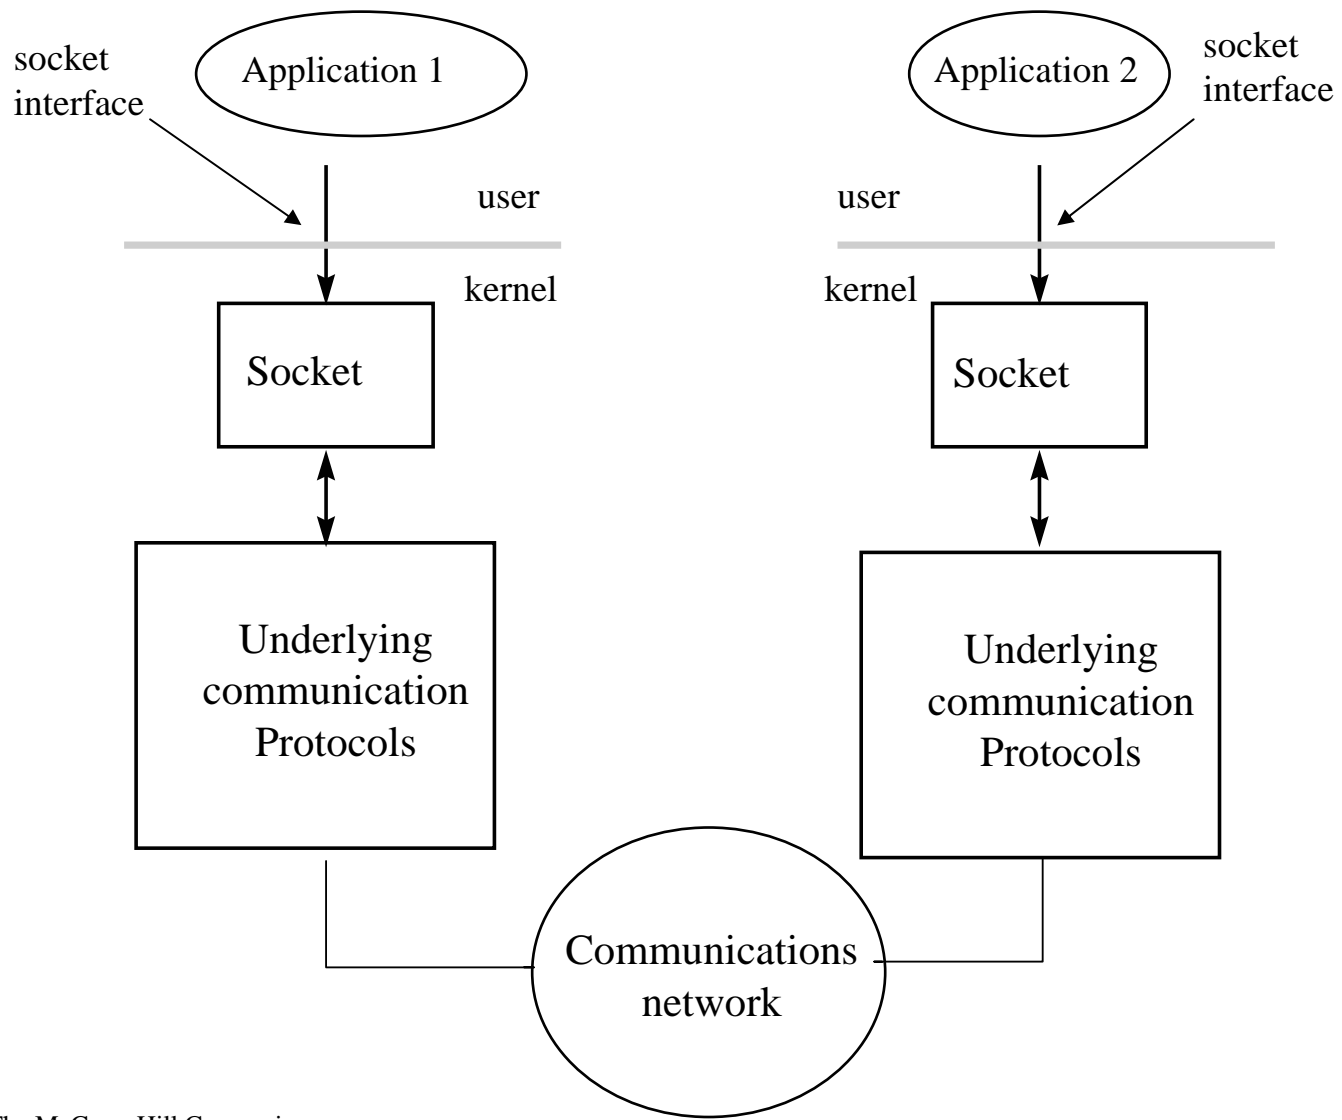 socket
interface
Application 1
Application 2
socket
interface
user
kernel
user
kernel
Socket
Socket
Underlying
communication
Protocols
Underlying
communication
Protocols
Communications
network